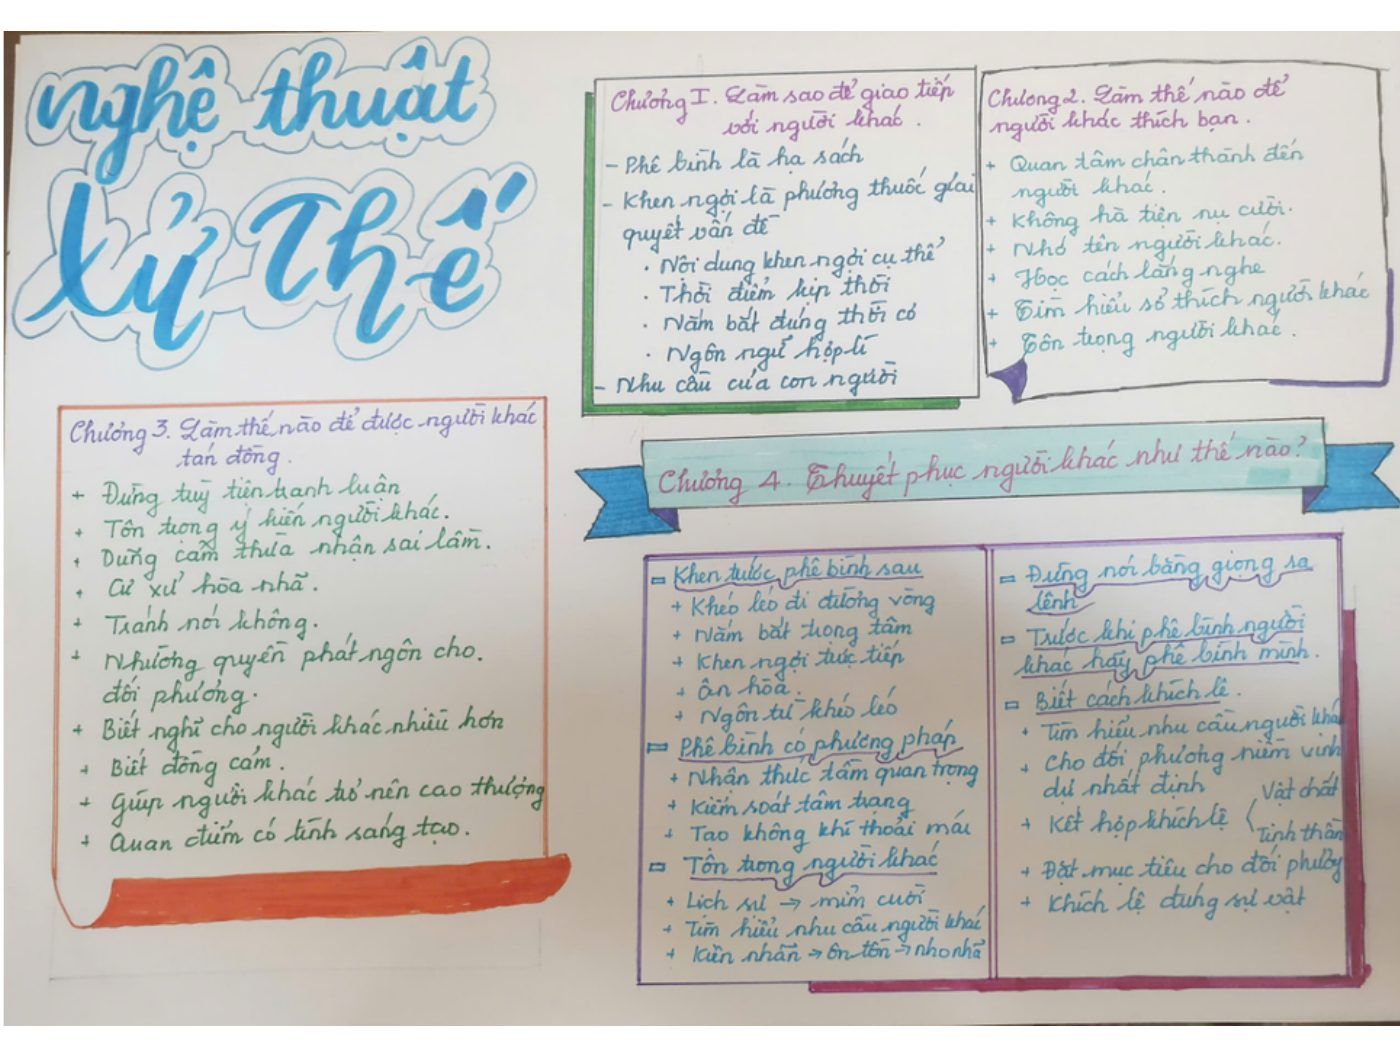 nghệ thuật
Xử Thế
Chương I. Làm sao để giao tiếp
với người khác.
- Phê bình là hạ sách
- Khen ngợi là phương thuốc giải
quyết vấn đề
. Nội dung khen ngợi cụ thể
. Thời điểm kịp thời
. Nắm bắt đúng thời cơ
. Ngôn ngữ hợp lí
- Nhu cầu của con người
Chương 2. Làm thế nào để
người khác thích bạn.
+ Quan tâm chân thành đến
người khác.
+ Không hà tiện nụ cười.
+ Nhớ tên người khác.
+ Học cách lắng nghe
+ Tìm hiểu sở thích người khác
+ Tôn trọng người khác.
Chương 3. Làm thế nào để được người khác
tán đồng.
+ Đừng tuỳ tiện tranh luận
+ Tôn trọng ý kiến người khác.
+ Dũng cảm thừa nhận sai lầm.
+ Cư xử hòa nhã.
+ Tránh nói không.
+ Nhường quyền phát ngôn cho.
đối phương.
+ Biết nghĩ cho người khác nhiều hơn
+ Biết đồng cảm.
+ Giúp người khác trở nên cao thượng
+ Quan điểm có tính sáng tạo.
Chương 4. Thuyết phục người khác như thế nào?
Khen trước phê bình sau
+ Khéo léo đi đường vòng
+ Nắm bắt trọng tâm
+ Khen ngợi trực tiếp
+ Ôn hòa.
+ Ngôn từ khéo léo
Phê bình có phương pháp
+ Nhận thức tầm quan trọng
+ Kiểm soát tâm trạng
+ Tạo không khí thoải mái
Tôn trọng người khác
+ Lịch sự → mỉm cười
+ Tìm hiểu nhu cầu người khác
+ Kiên nhẫn → ôn tồn → nho nhã
Đừng nói bằng giọng sa
lệnh
Trước khi phê bình người
khác hãy phê bình mình.
Biết cách khích lệ.
+ Tìm hiểu nhu cầu người khá
+ Cho đối phương niềm vinh
dự nhất định
Vật chất
+ Kết hợp khích lệ
Tinh thần
+ Đặt mục tiêu cho đối phương
+ Khích lệ đúng sự vật